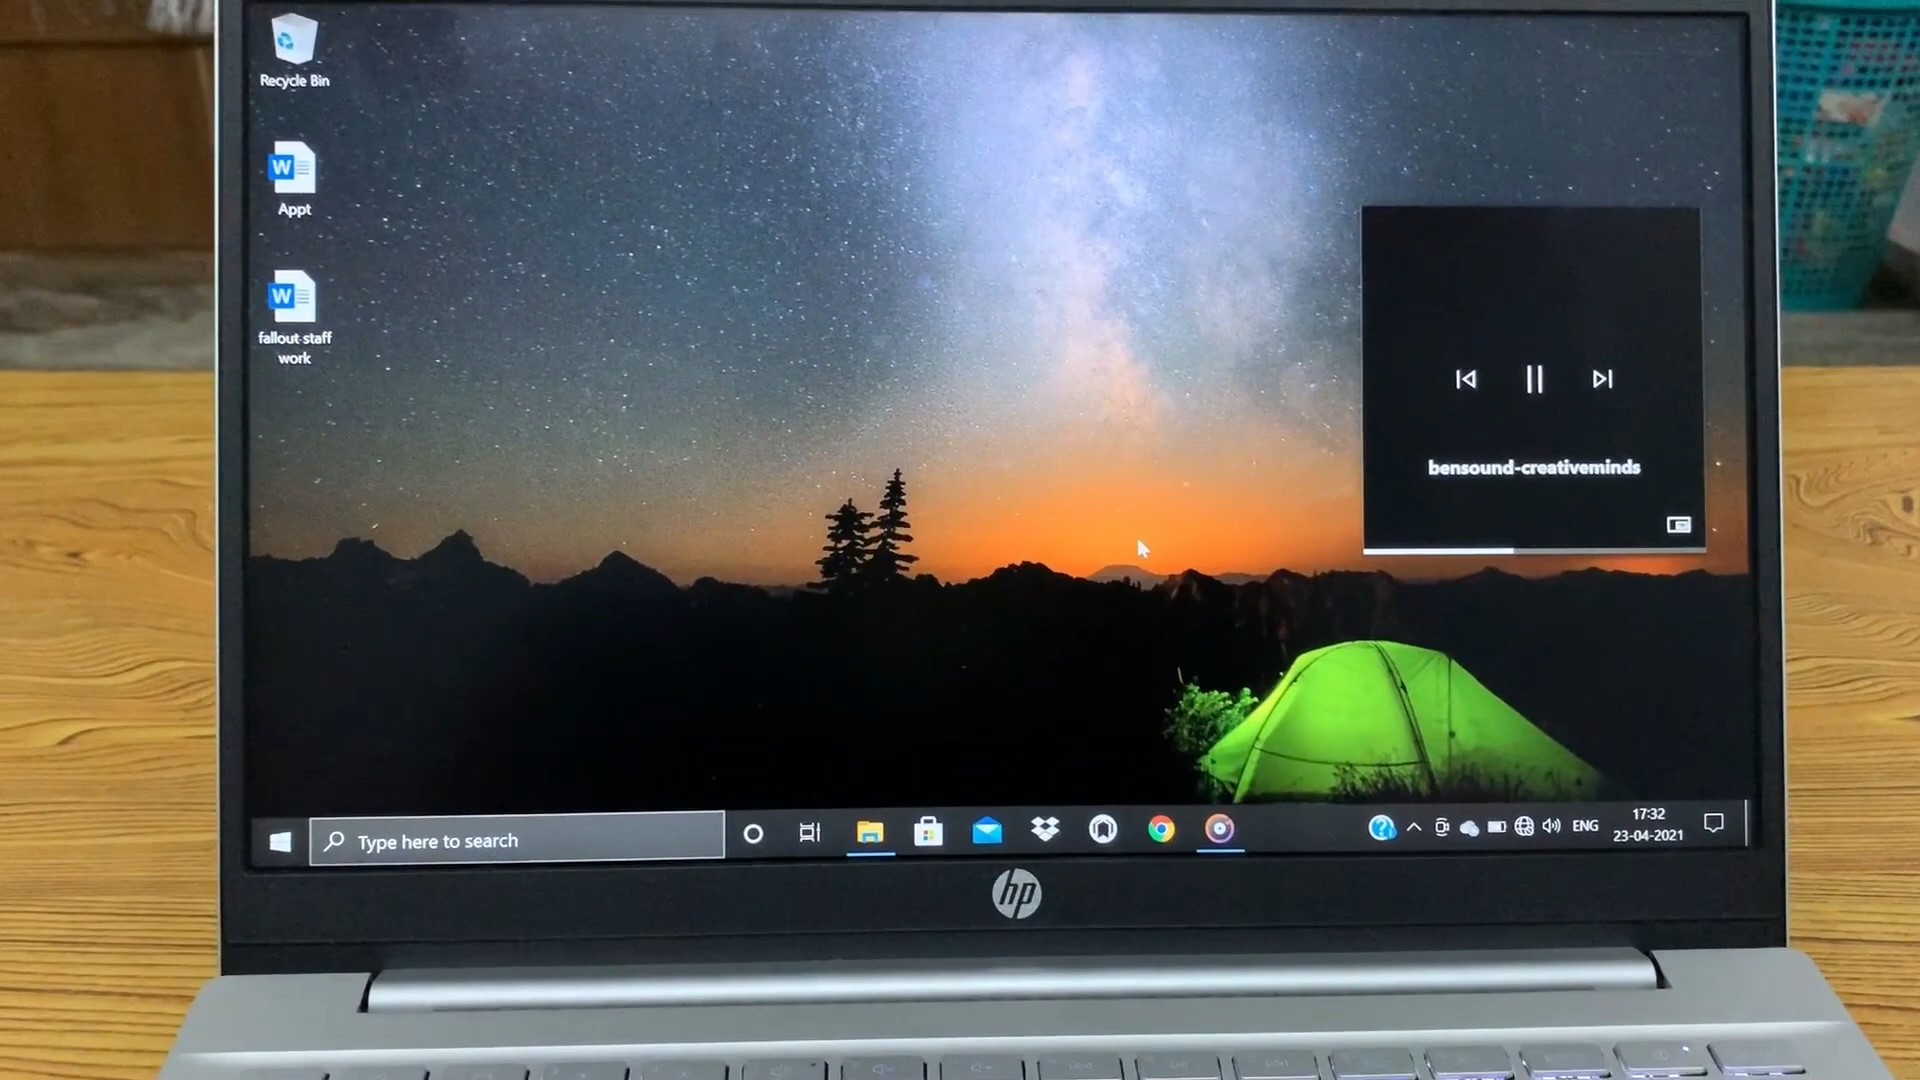 Recycle Bin
W
Appt
W
fallout staff
work
bensound-creativeminds
Type here to search
?
ENG
17:32
23-04-2021
hp